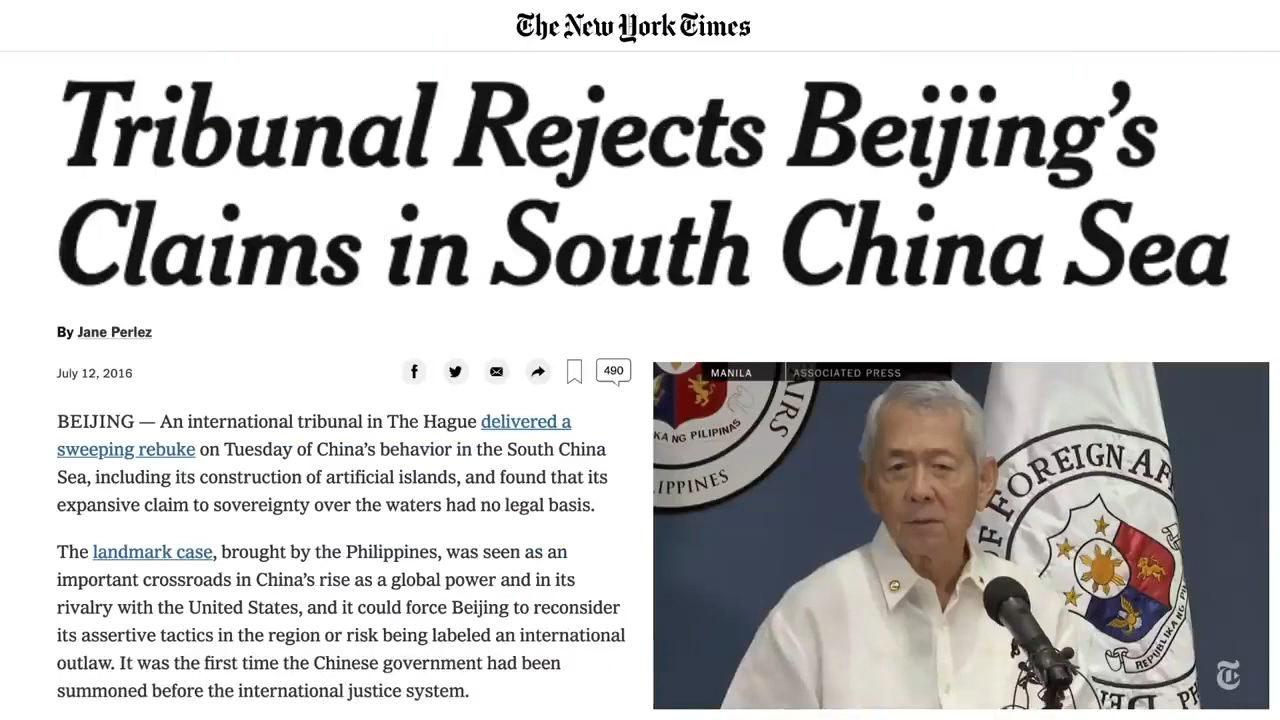 The New York Times
Tribunal Rejects Beijing's
Claims in South China Sea
By Jane Perlez
July 12, 2016
490
BEIJING — An international tribunal in The Hague delivered a
sweeping rebuke on Tuesday of China's behavior in the South China
Sea, including its construction of artificial islands, and found that its
expansive claim to sovereignty over the waters had no legal basis.
The landmark case, brought by the Philippines, was seen as an
important crossroads in China's rise as a global power and in its
rivalry with the United States, and it could force Beijing to reconsider
its assertive tactics in the region or risk being labeled an international
outlaw. It was the first time the Chinese government had been
summoned before the international justice system.
MANILA
ASSOCIATED PRESS
KA NG PILIPINAS
AIRS
IPPINES
OF FOREIGN AF
REPUBLIKA NG PI